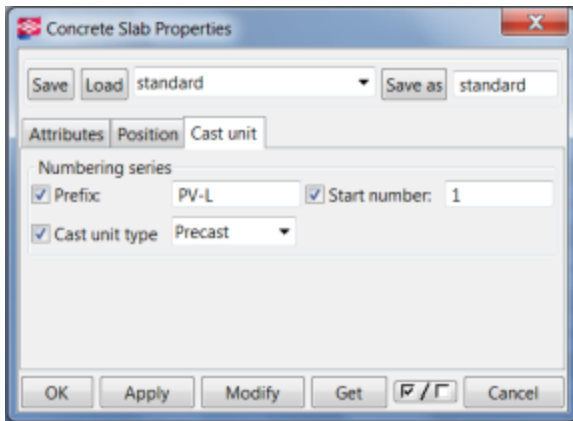 Concrete Slab Properties
Save Load standard Save as standard
Attributes Position Cast unit
Numbering series
Prefix: PV-L Start number: 1
Cast unit type Precast
OK Apply Modify Get / Cancel